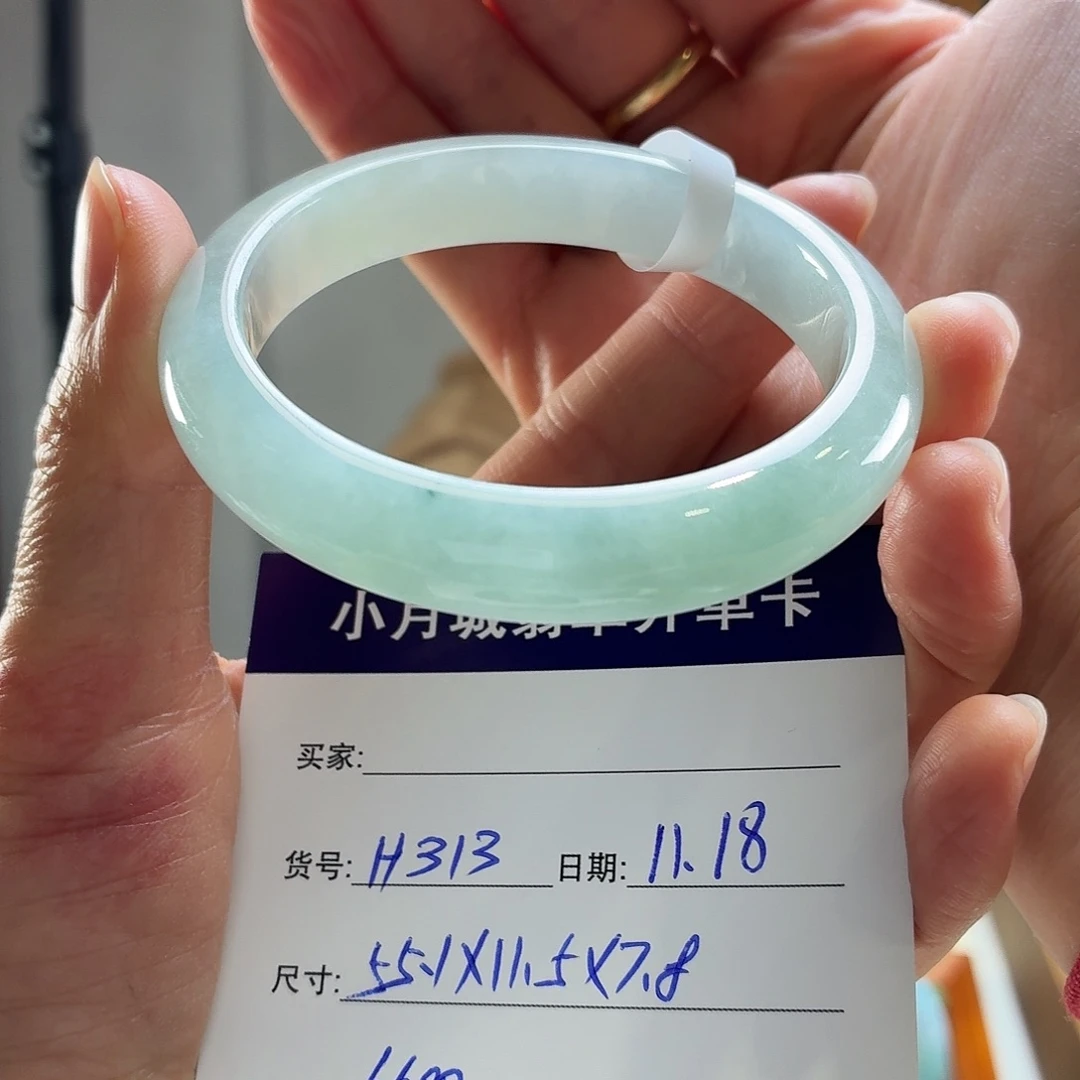 小月城翡翠开单卡
买家:
货号: H313 日期: 11.18
尺寸: 55.1X11.5X7.8